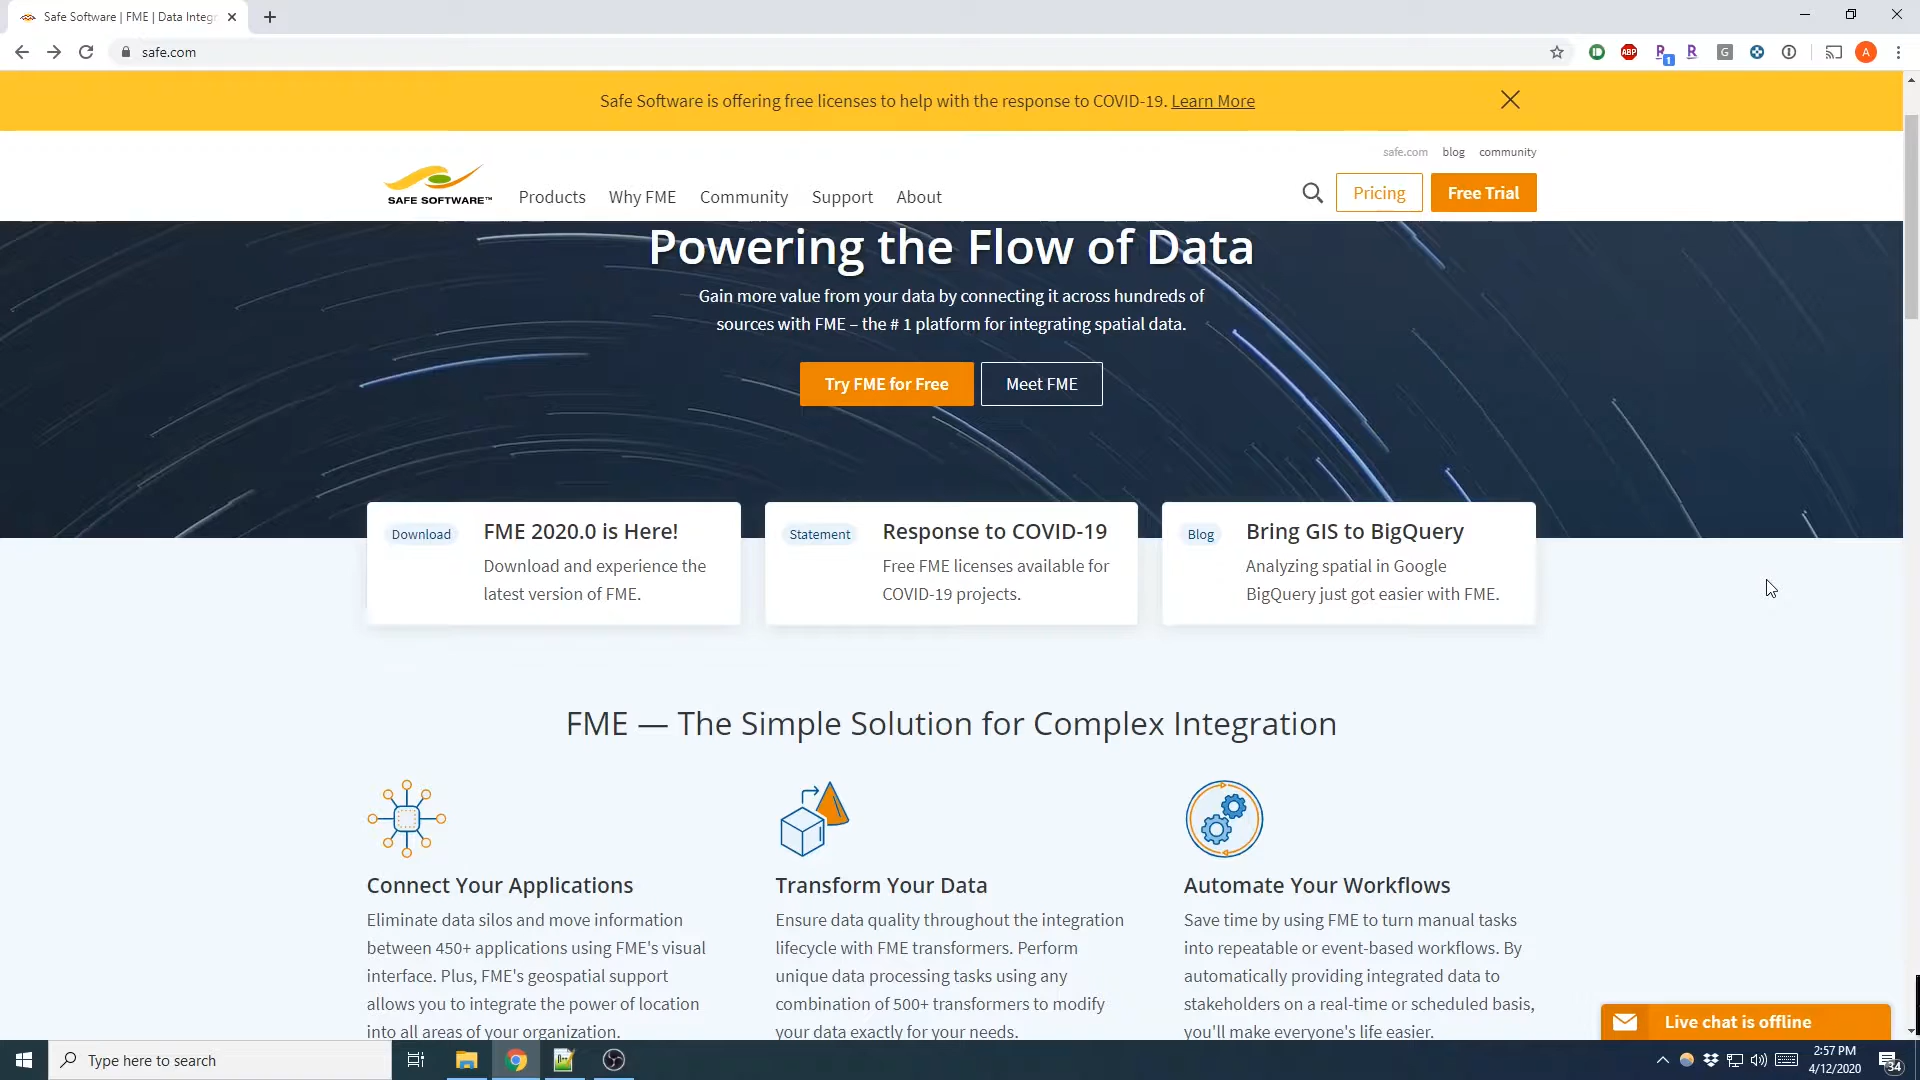 Safe Software | FME | Data Integr
safe.com
ABP
1
A
Safe Software is offering free licenses to help with the response to COVID-19. Learn More
safe.com blog community
SAFE SOFTWARE™
Products Why FME Community Support About
Pricing
Free Trial
Powering the Flow of Data
Gain more value from your data by connecting it across hundreds of
sources with FME – the # 1 platform for integrating spatial data.
Try FME for Free
Meet FME
Download
FME 2020.0 is Here!
Download and experience the
latest version of FME.
Statement
Response to COVID-19
Free FME licenses available for
COVID-19 projects.
Blog
Bring GIS to BigQuery
Analyzing spatial in Google
BigQuery just got easier with FME.
FME — The Simple Solution for Complex Integration
Connect Your Applications
Eliminate data silos and move information
between 450+ applications using FME's visual
interface. Plus, FME's geospatial support
allows you to integrate the power of location
into all areas of your organization.
Transform Your Data
Ensure data quality throughout the integration
lifecycle with FME transformers. Perform
unique data processing tasks using any
combination of 500+ transformers to modify
your data exactly for your needs.
Automate Your Workflows
Save time by using FME to turn manual tasks
into repeatable or event-based workflows. By
automatically providing integrated data to
stakeholders on a real-time or scheduled basis,
you'll make everyone's life easier.
Live chat is offline
Type here to search
2:57 PM
4/12/2020
34